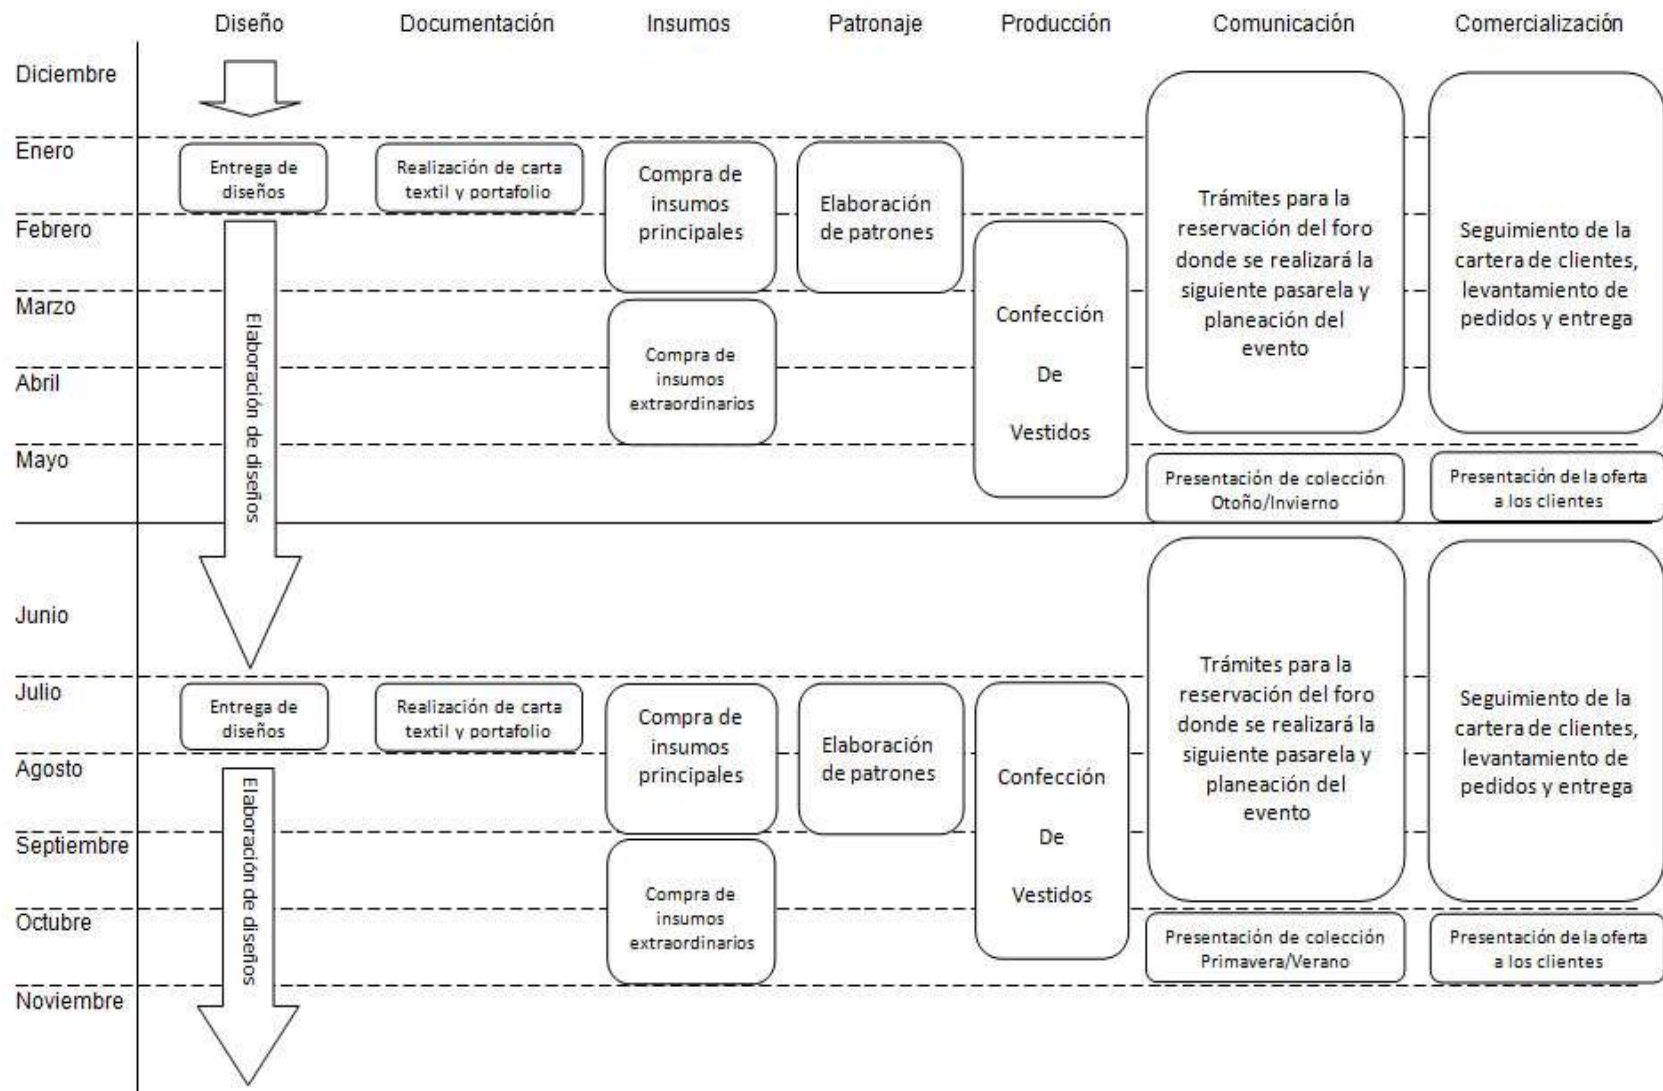 Diseño
Documentación
Insumos
Patronaje
Producción
Comunicación
Comercialización
Diciembre
Enero
Febrero
Marzo
Abril
Mayo
Junio
Julio
Agosto
Septiembre
Octubre
Noviembre
Entrega de
diseños
Realización de carta
textil y portafolio
Compra de
insumos
principales
Elaboración
de patrones
Trámites para la
reservación del foro
donde se realizará la
siguiente pasarela y
planeación del
evento
Seguimiento de la
cartera de clientes,
levantamiento de
pedidos y entrega
Elaboración de diseños
Compra de
insumos
extraordinarios
Confección
De
Vestidos
Presentación de colección
Otoño/Invierno
Presentación de la oferta
a los clientes
Entrega de
diseños
Realización de carta
textil y portafolio
Compra de
insumos
principales
Elaboración
de patrones
Confección
De
Vestidos
Trámites para la
reservación del foro
donde se realizará la
siguiente pasarela y
planeación del
evento
Seguimiento de la
cartera de clientes,
levantamiento de
pedidos y entrega
Elaboración de diseños
Compra de
insumos
extraordinarios
Presentación de colección
Primavera/Verano
Presentación de la oferta
a los clientes